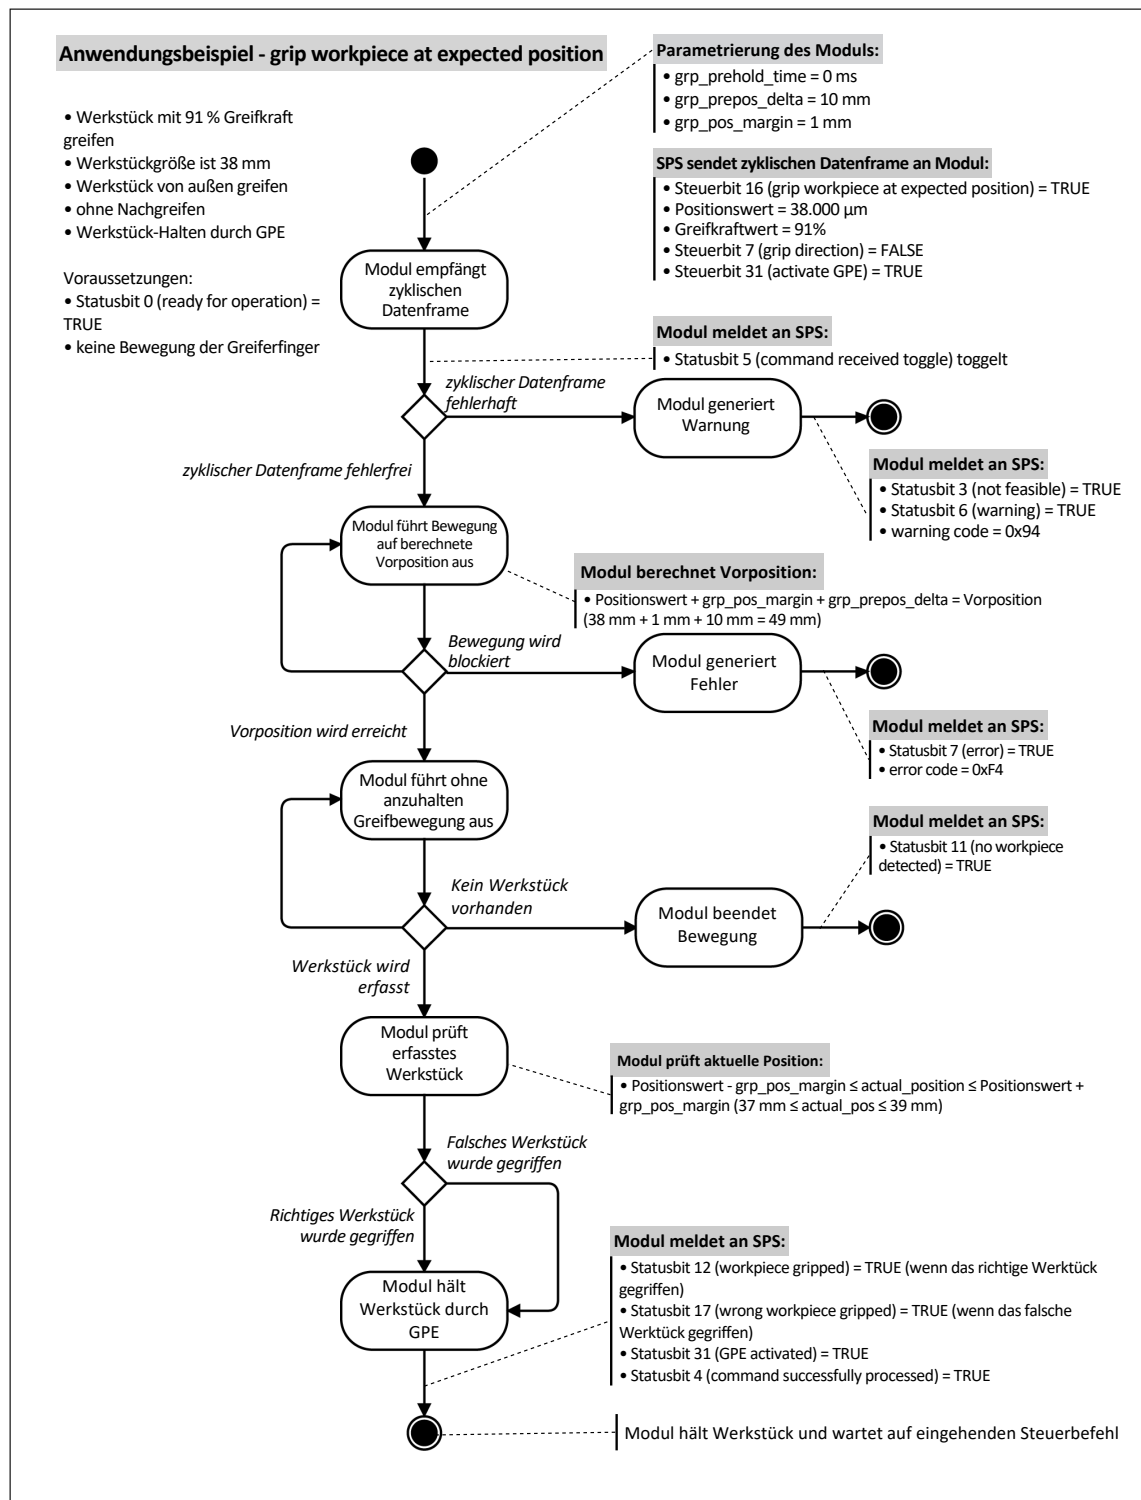 Anwendungsbeispiel - grip workpiece at expected position
• Werkstück mit 91 % Greifkraft
greifen
• Werkstückgröße ist 38 mm
• Werkstück von außen greifen
• ohne Nachgreifen
• Werkstück-Halten durch GPE
Voraussetzungen:
• Statusbit 0 (ready for operation) =
TRUE
• keine Bewegung der Greiferfinger
Parametrierung des Moduls:
• grp_prehold_time = 0 ms
• grp_prepos_delta = 10 mm
• grp_pos_margin = 1 mm
SPS sendet zyklischen Datenframe an Modul:
• Steuerbit 16 (grip workpiece at expected position) = TRUE
• Positionswert = 38.000 µm
• Greifkraftwert = 91%
• Steuerbit 7 (grip direction) = FALSE
• Steuerbit 31 (activate GPE) = TRUE
Modul empfängt
zyklischen
Datenframe
Modul meldet an SPS:
• Statusbit 5 (command received toggle) toggelt
zyklischer Datenframe
fehlerhaft
Modul generiert
Warnung
Modul meldet an SPS:
• Statusbit 3 (not feasible) = TRUE
• Statusbit 6 (warning) = TRUE
• warning code = 0x94
zyklischer Datenframe fehlerfrei
Modul führt Bewegung
auf berechnete
Vorposition aus
Modul berechnet Vorposition:
• Positionswert + grp_pos_margin + grp_prepos_delta = Vorposition
(38 mm + 1 mm + 10 mm = 49 mm)
Bewegung wird
blockiert
Modul generiert
Fehler
Modul meldet an SPS:
• Statusbit 7 (error) = TRUE
• error code = 0xF4
Vorposition wird erreicht
Modul führt ohne
anzuhalten
Greifbewegung aus
Modul meldet an SPS:
• Statusbit 11 (no workpiece
detected) = TRUE
Kein Werkstück
vorhanden
Modul beendet
Bewegung
Werkstück wird
erfasst
Modul prüft
erfasstes
Werkstück
Modul prüft aktuelle Position:
• Positionswert - grp_pos_margin ≤ actual_position ≤ Positionswert +
grp_pos_margin (37 mm ≤ actual_pos ≤ 39 mm)
Falsches Werkstück
wurde gegriffen
Richtiges Werkstück
wurde gegriffen
Modul hält
Werkstück durch
GPE
Modul meldet an SPS:
• Statusbit 12 (workpiece gripped) = TRUE (wenn das richtige Werktück
gegriffen)
• Statusbit 17 (wrong workpiece gripped) = TRUE (wenn das falsche
Werktück gegriffen)
• Statusbit 31 (GPE activated) = TRUE
• Statusbit 4 (command successfully processed) = TRUE
Modul hält Werkstück und wartet auf eingehenden Steuerbefehl